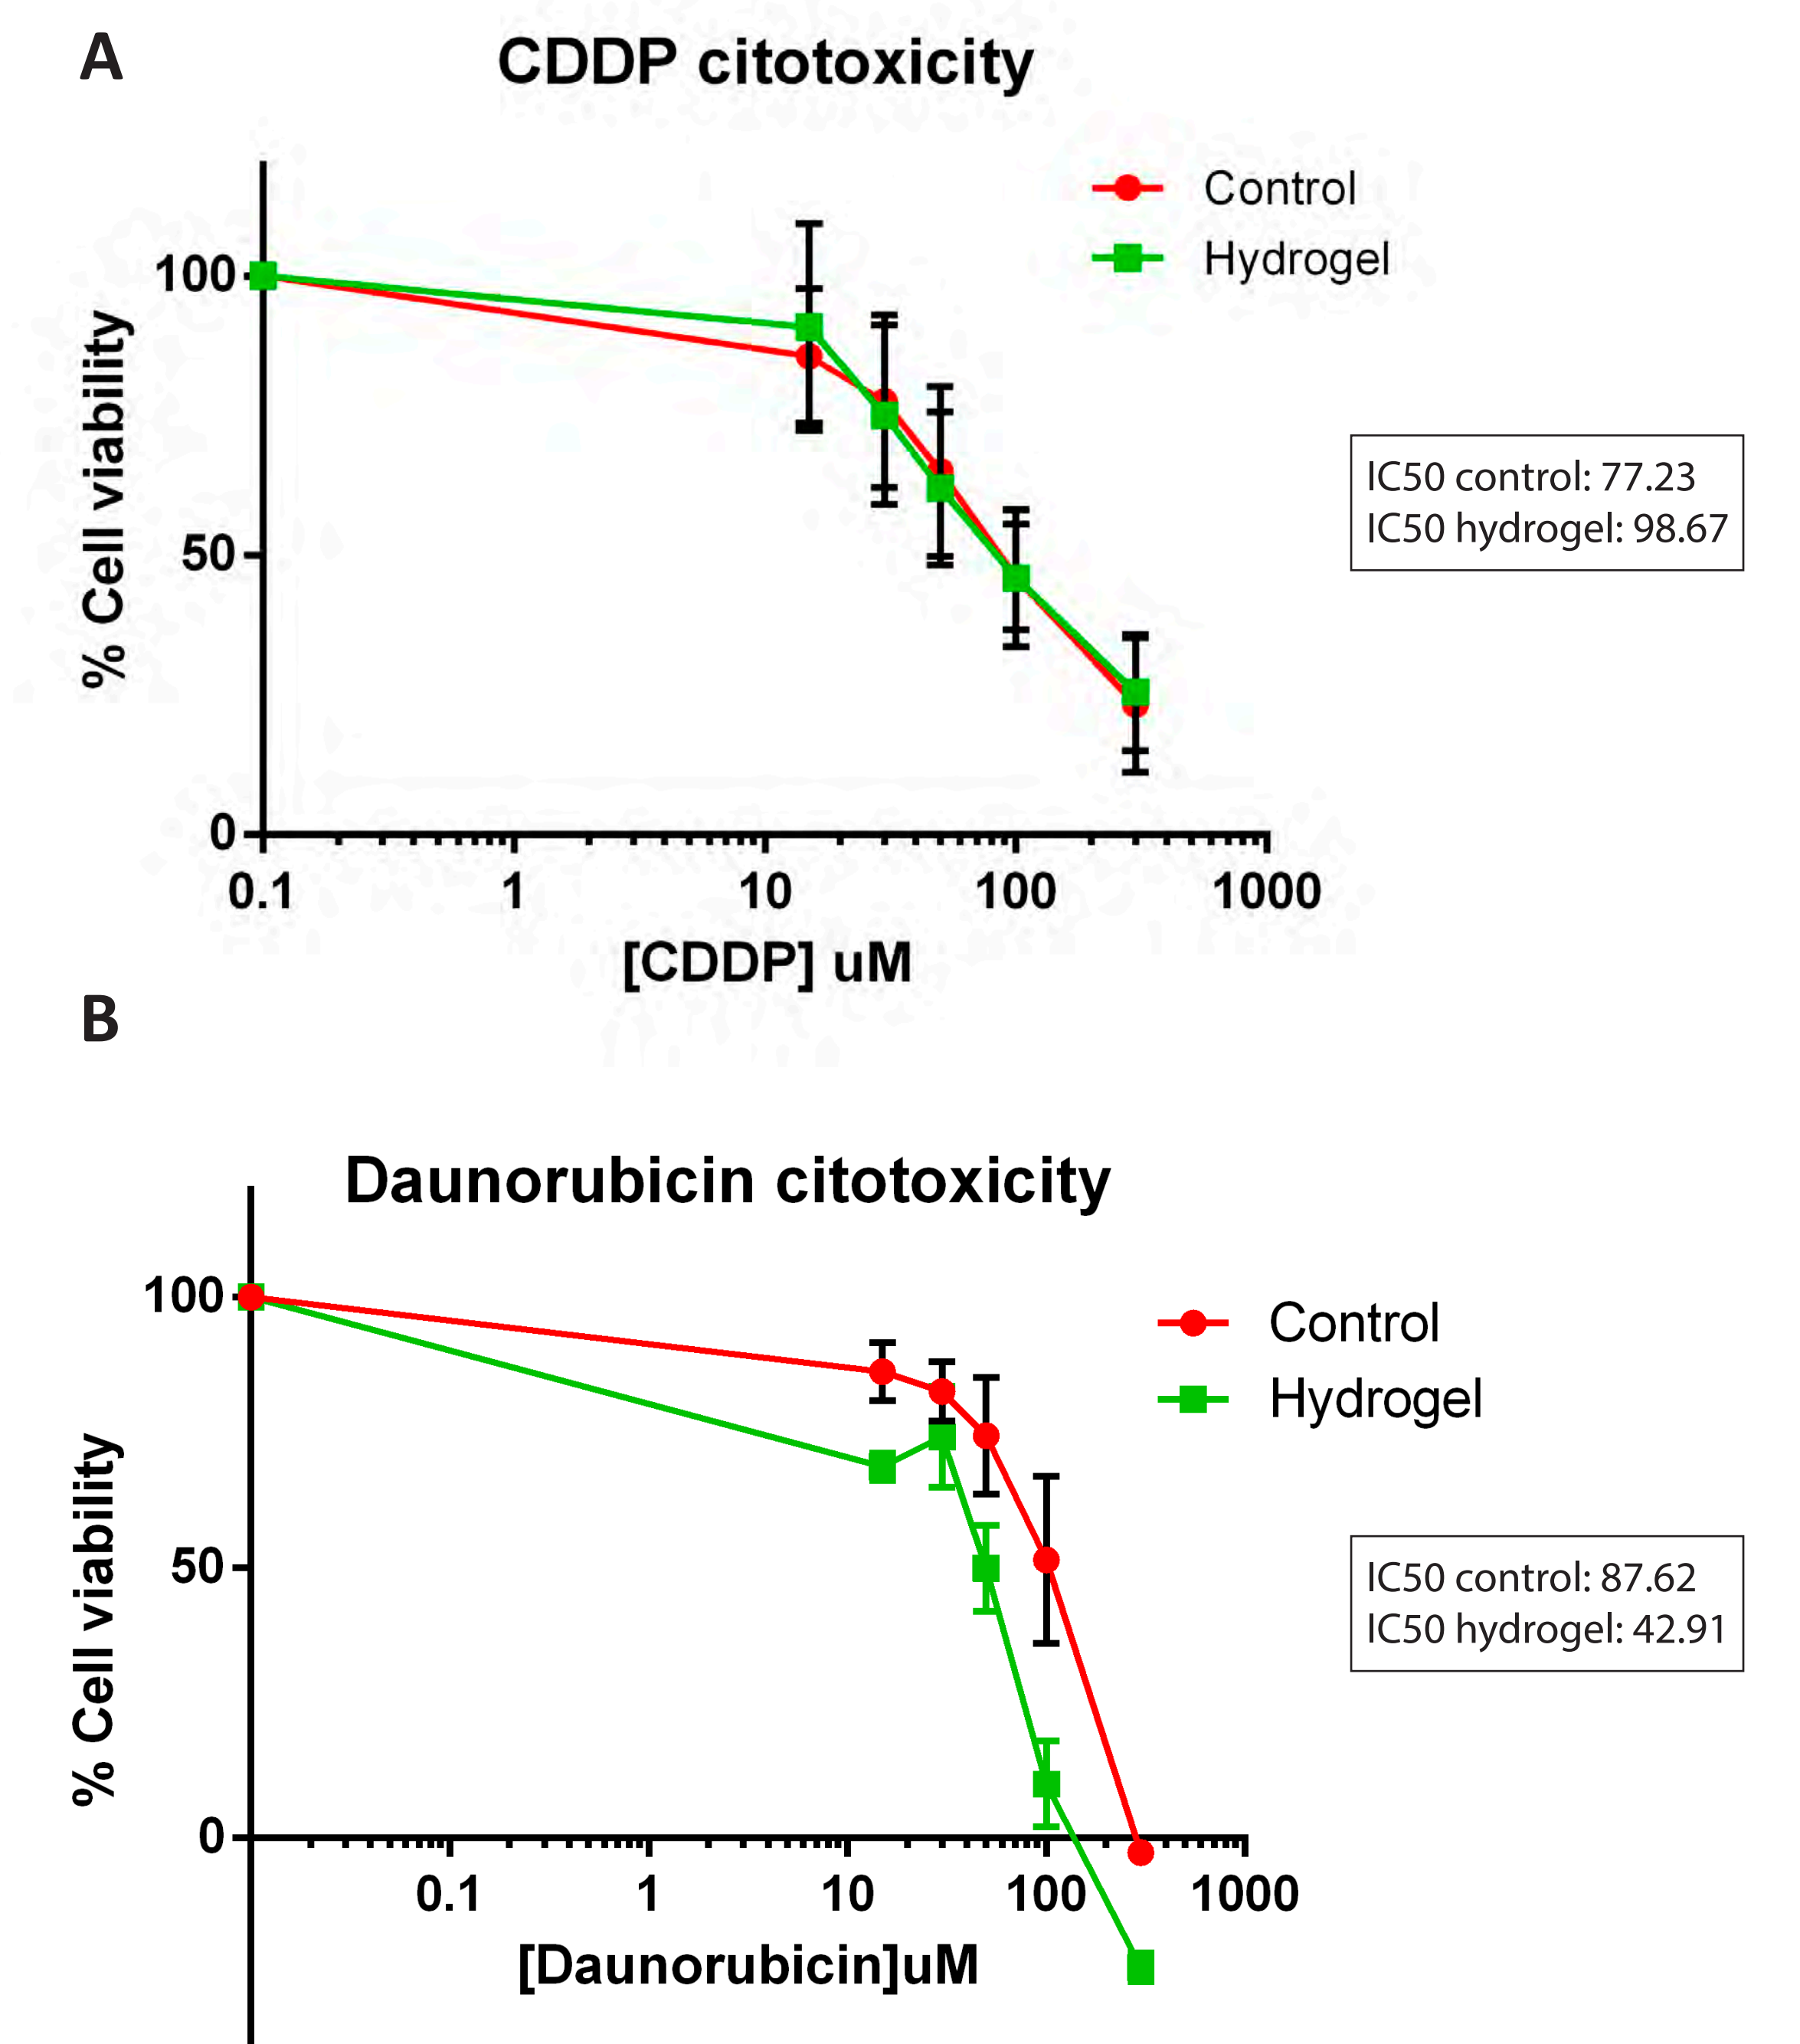 A
CDDP citotoxicity
Control
Hydrogel
100
50
0
% Cell viability
0.1 1 10 100 1000
[CDDP] uM
IC50 control: 77.23
IC50 hydrogel: 98.67
B
Daunorubicin citotoxicity
Control
Hydrogel
100
50
0
% Cell viability
0.1 1 10 100 1000
[Daunorubicin]uM
IC50 control: 87.62
IC50 hydrogel: 42.91